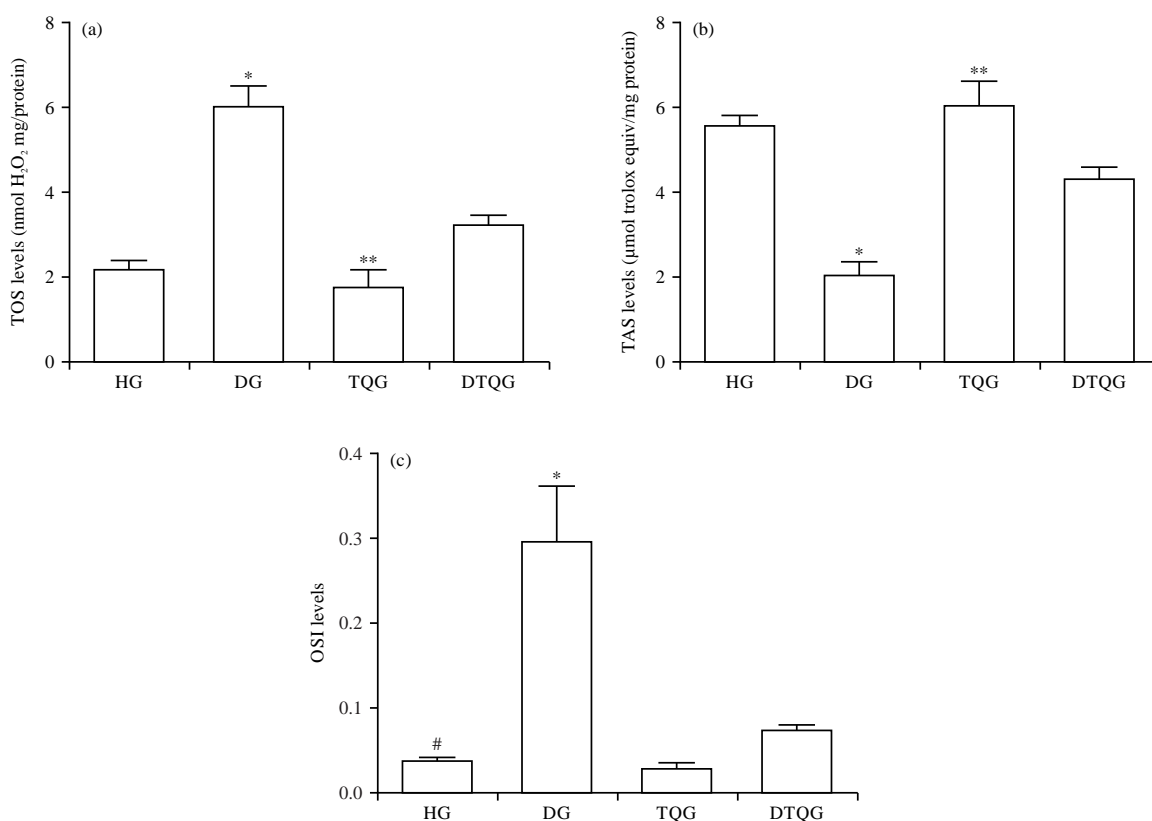 (a)
TOS levels (nmol H₂O₂ mg/protein)
8
6
4
2
0
*
**
HG DG TQG DTQG
(b)
TAS levels (µmol trolox equiv/mg protein)
8
6
4
2
0
*
**
HG DG TQG DTQG
(c)
OSI levels
0.4
0.3
0.2
0.1
0.0
#
*
HG DG TQG DTQG